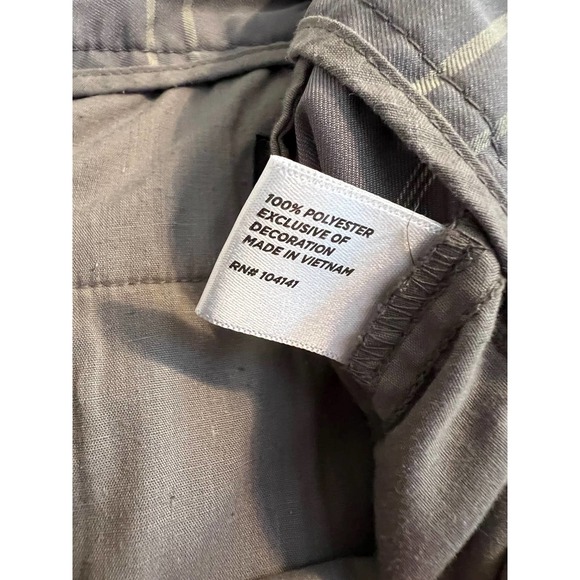 100% POLYESTER
EXCLUSIVE OF
DECORATION
MADE IN VIETNAM
RN# 104141